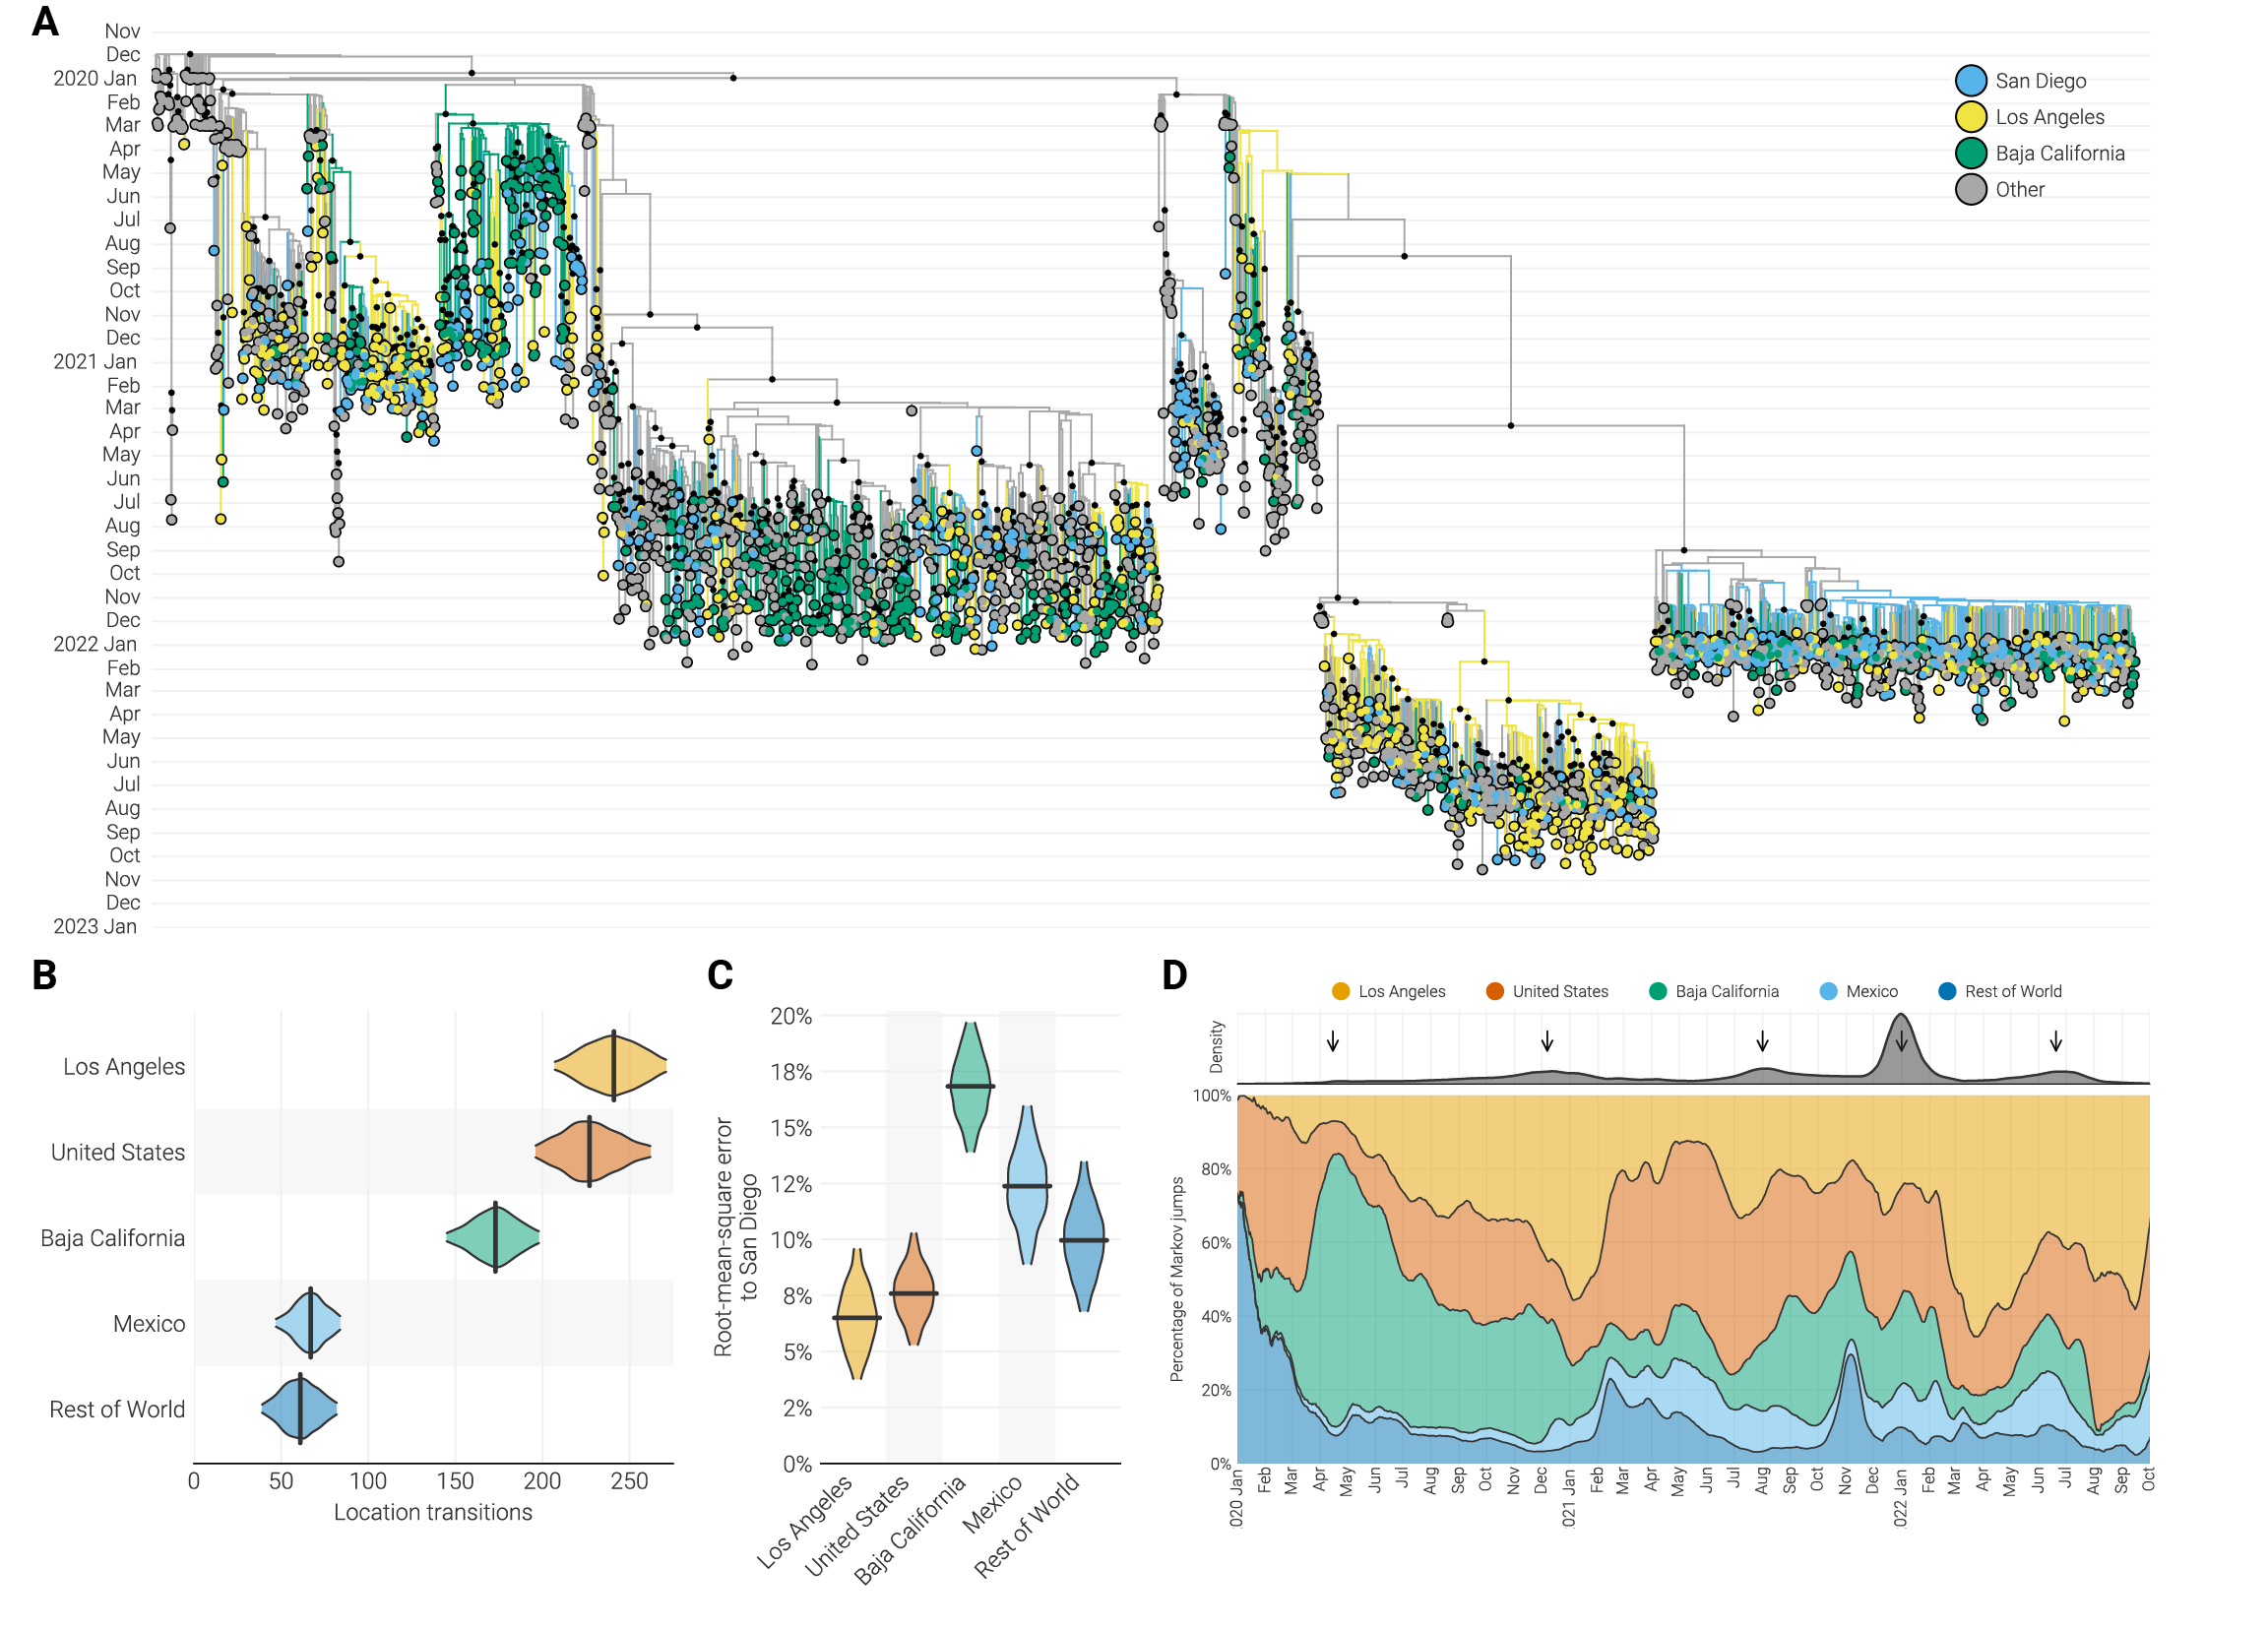 A
Nov
Dec
2020 Jan
Feb
Mar
Apr
May
Jun
Jul
Aug
Sep
Oct
Nov
Dec
2021 Jan
Feb
Mar
Apr
May
Jun
Jul
Aug
Sep
Oct
Nov
Dec
2022 Jan
Feb
Mar
Apr
May
Jun
Jul
Aug
Sep
Oct
Nov
Dec
2023 Jan
San Diego
Los Angeles
Baja California
Other
B
Los Angeles
United States
Baja California
Mexico
Rest of World
0 50 100 150 200 250
Location transitions
C
Root-mean-square error
to San Diego
20%
18%
15%
12%
10%
8%
5%
2%
0%
Los Angeles
United States
Baja California
Mexico
Rest of World
D
Los Angeles United States Baja California Mexico Rest of World
Density
Percentage of Markov jumps
100%
80%
60%
40%
20%
0%
.020 Jan Feb Mar Apr May Jun Jul Aug Sep Oct Nov Dec .021 Jan Feb Mar Apr May Jun Jul Aug Sep Oct Nov Dec .022 Jan Feb Mar Apr May Jun Jul Aug Sep Oct